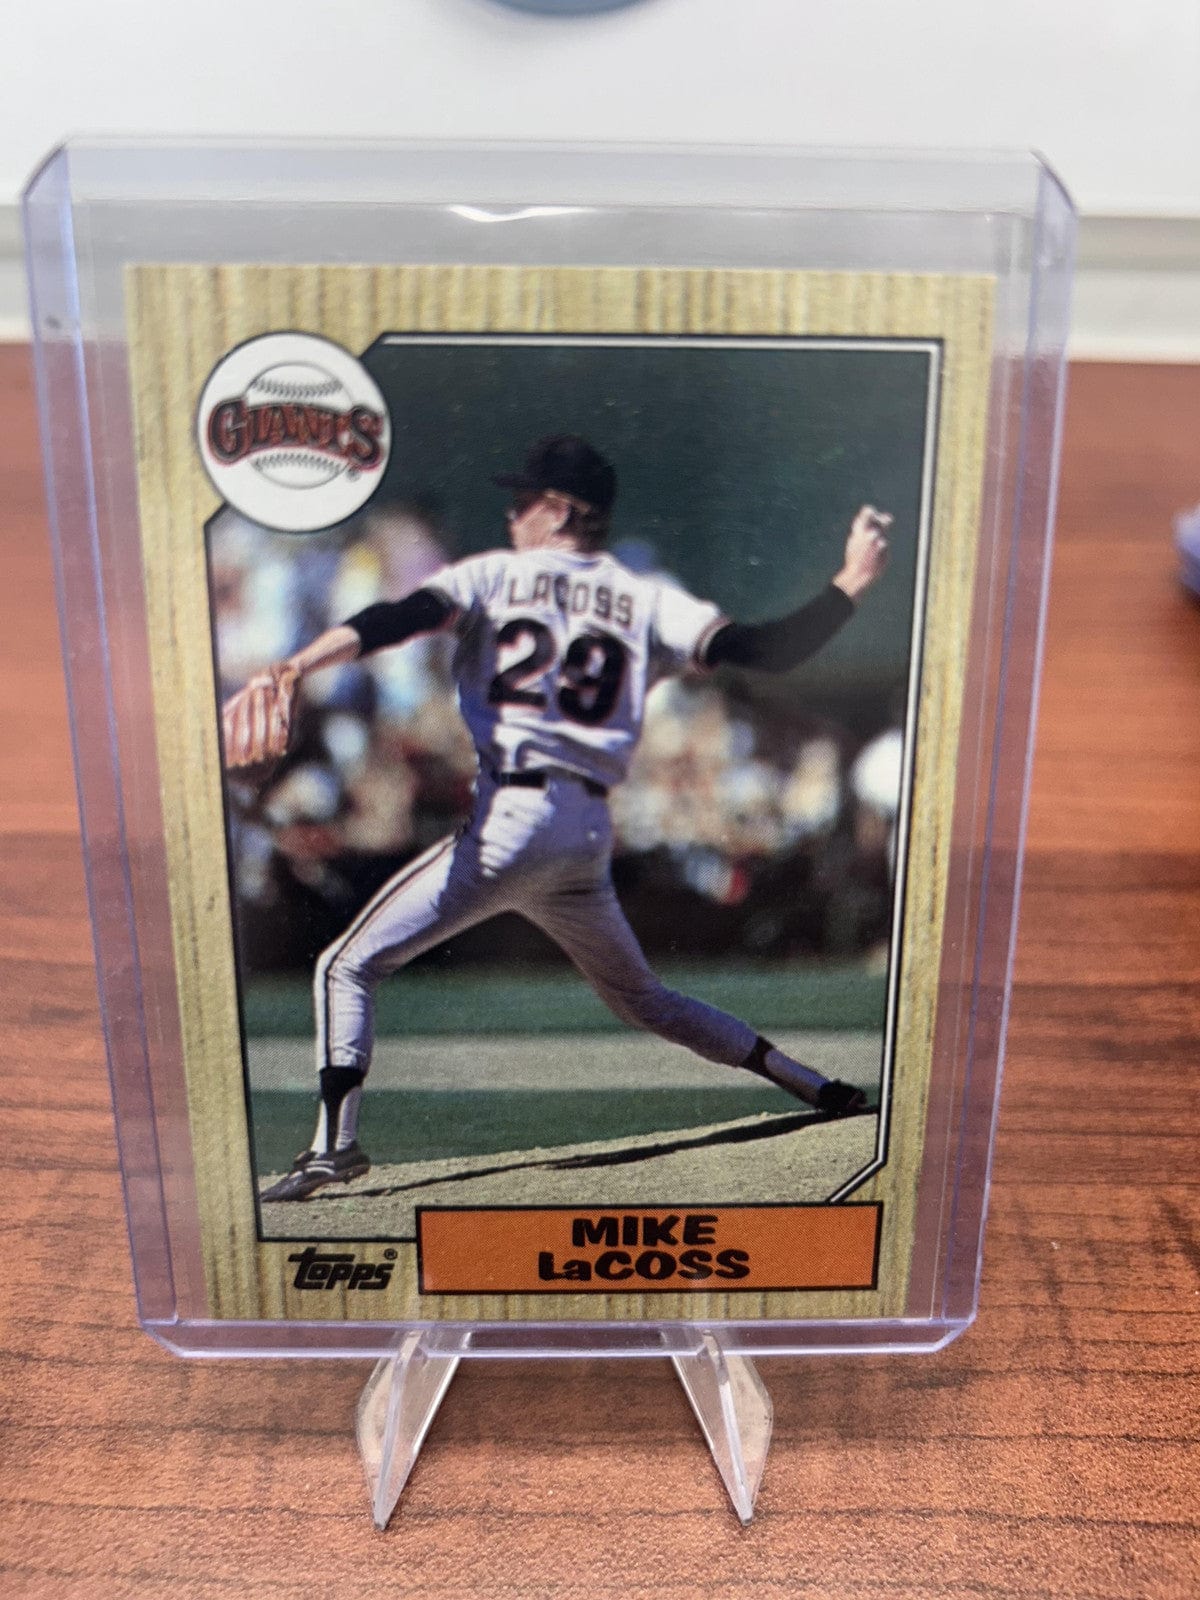 GIANTS
®
LACOSS
29
topps®
MIKE
LaCOSS